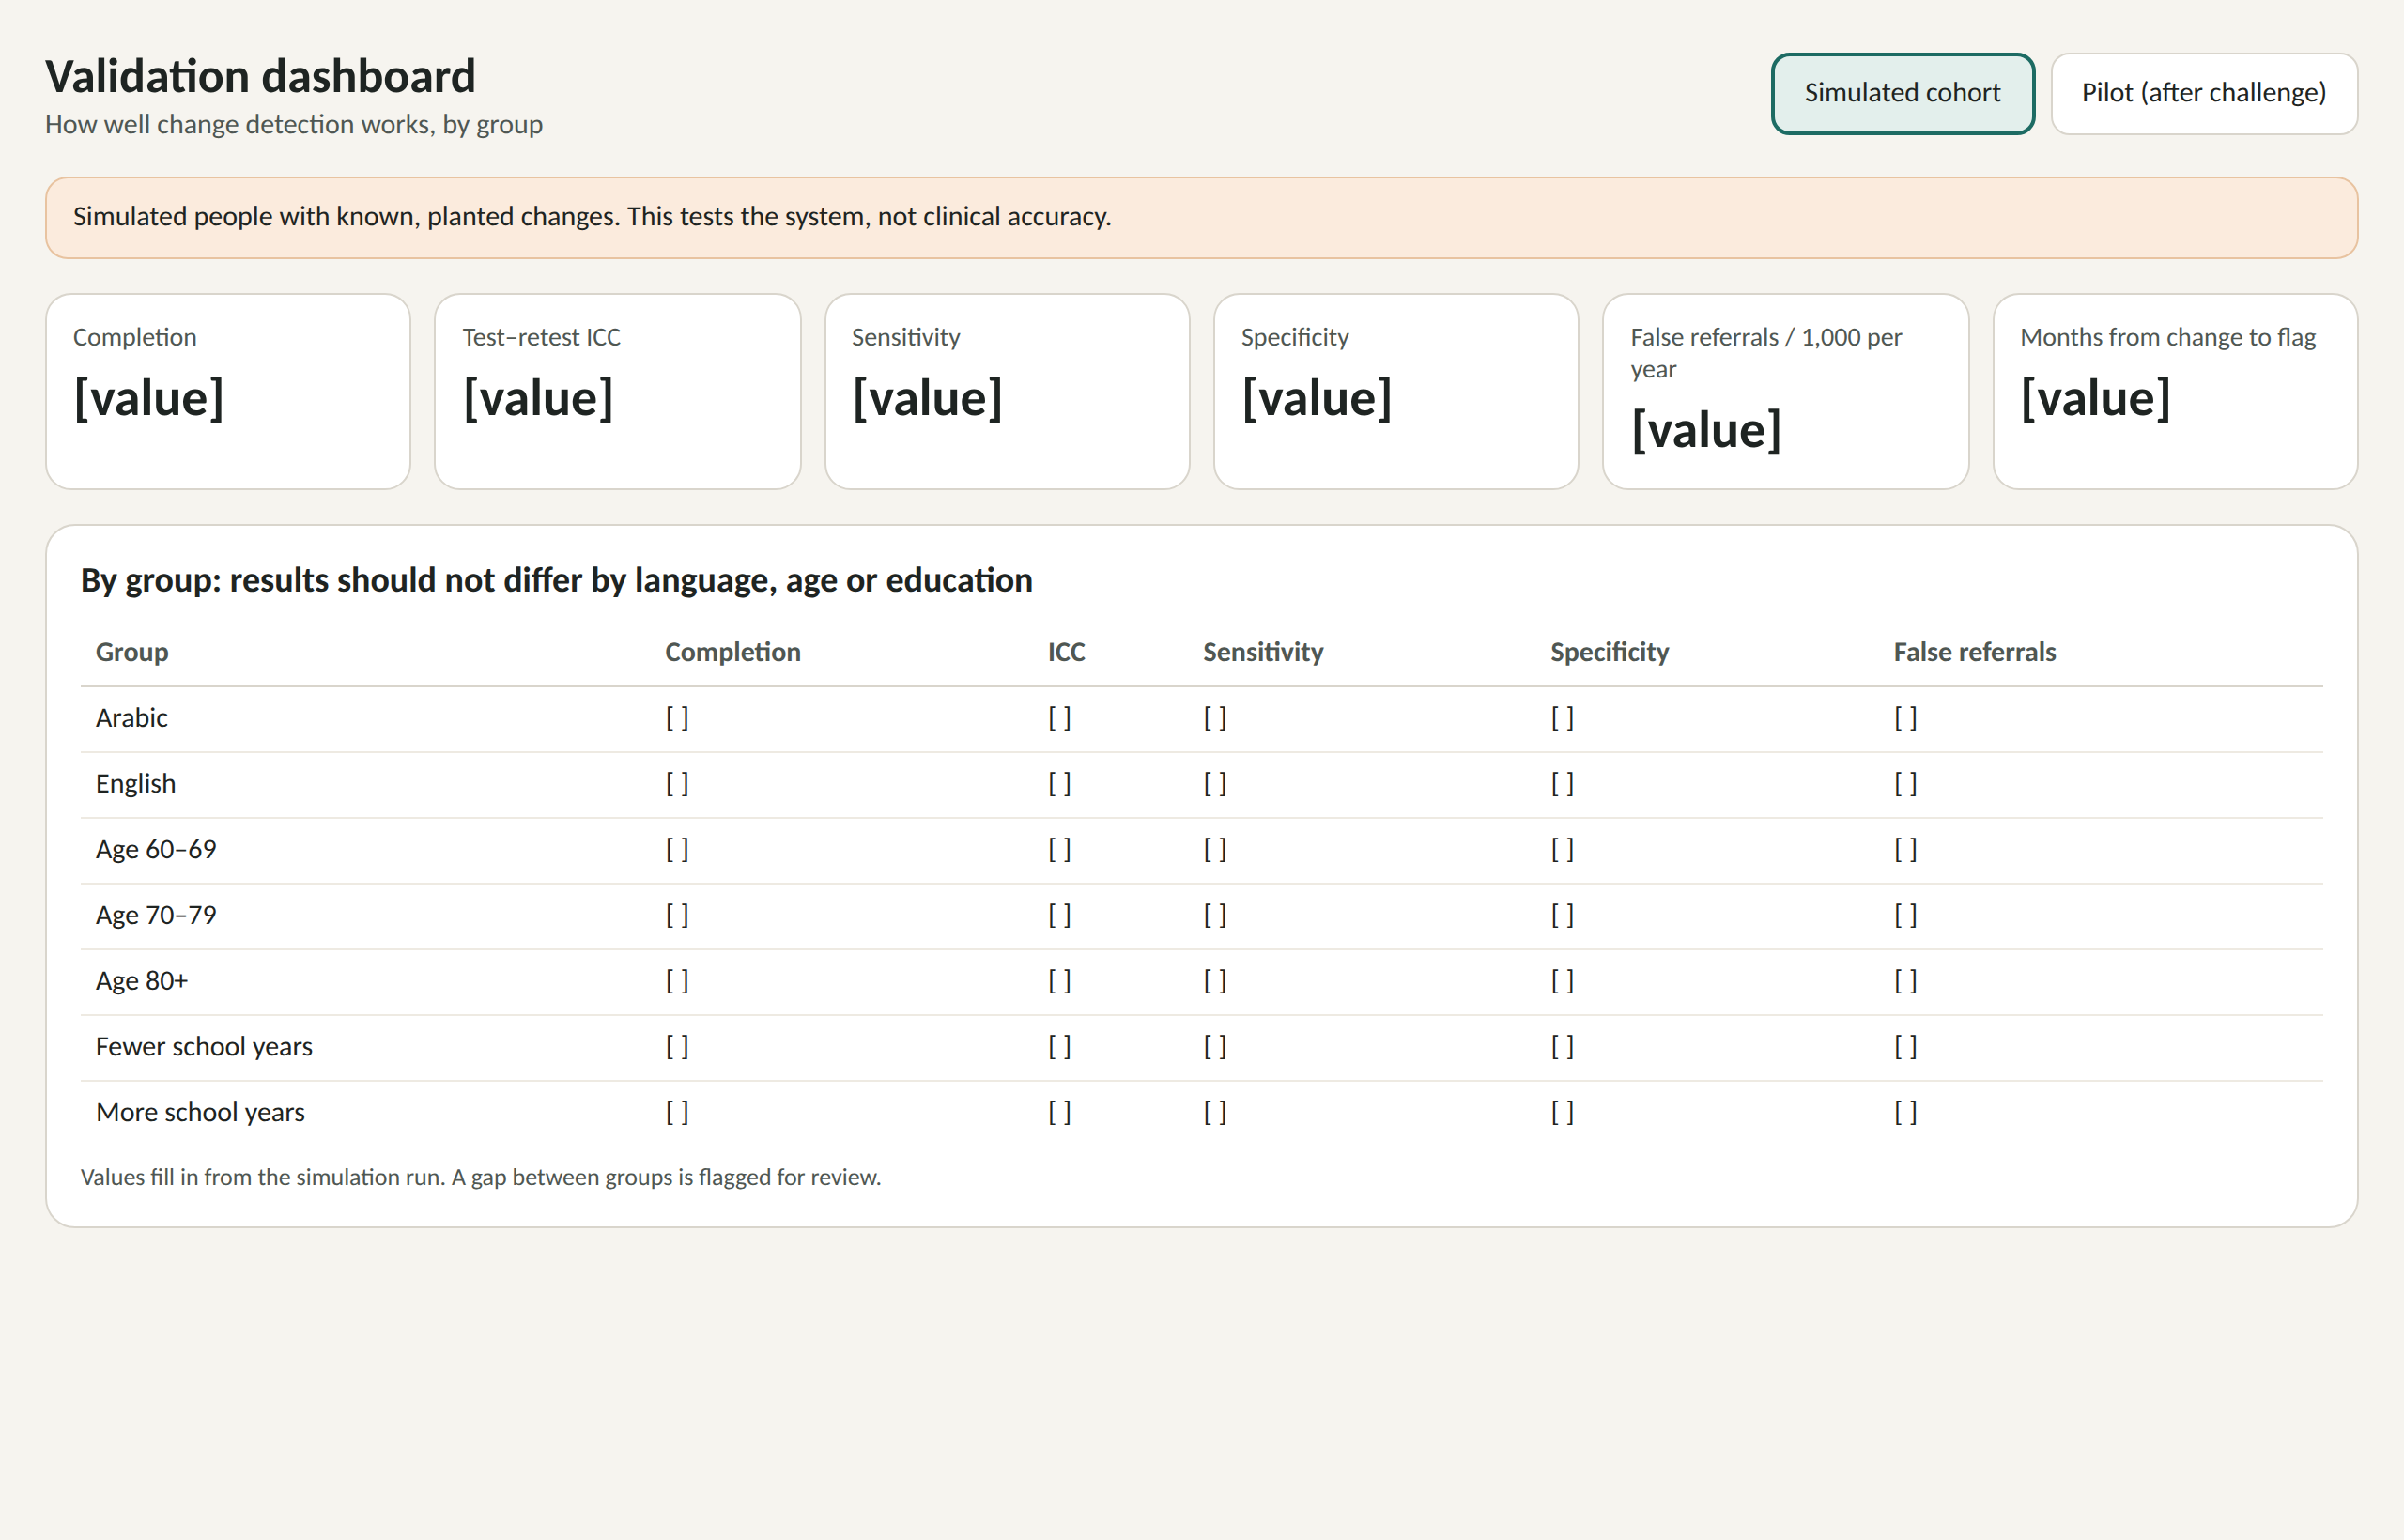 Validation dashboard
How well change detection works, by group
Simulated cohort
Pilot (after challenge)
Simulated people with known, planted changes. This tests the system, not clinical accuracy.
Completion
[value]
Test–retest ICC
[value]
Sensitivity
[value]
Specificity
[value]
False referrals / 1,000 per
year
[value]
Months from change to flag
[value]
By group: results should not differ by language, age or education
Group Completion ICC Sensitivity Specificity False referrals
Arabic [ ] [ ] [ ] [ ] [ ]
English [ ] [ ] [ ] [ ] [ ]
Age 60–69 [ ] [ ] [ ] [ ] [ ]
Age 70–79 [ ] [ ] [ ] [ ] [ ]
Age 80+ [ ] [ ] [ ] [ ] [ ]
Fewer school years [ ] [ ] [ ] [ ] [ ]
More school years [ ] [ ] [ ] [ ] [ ]
Values fill in from the simulation run. A gap between groups is flagged for review.